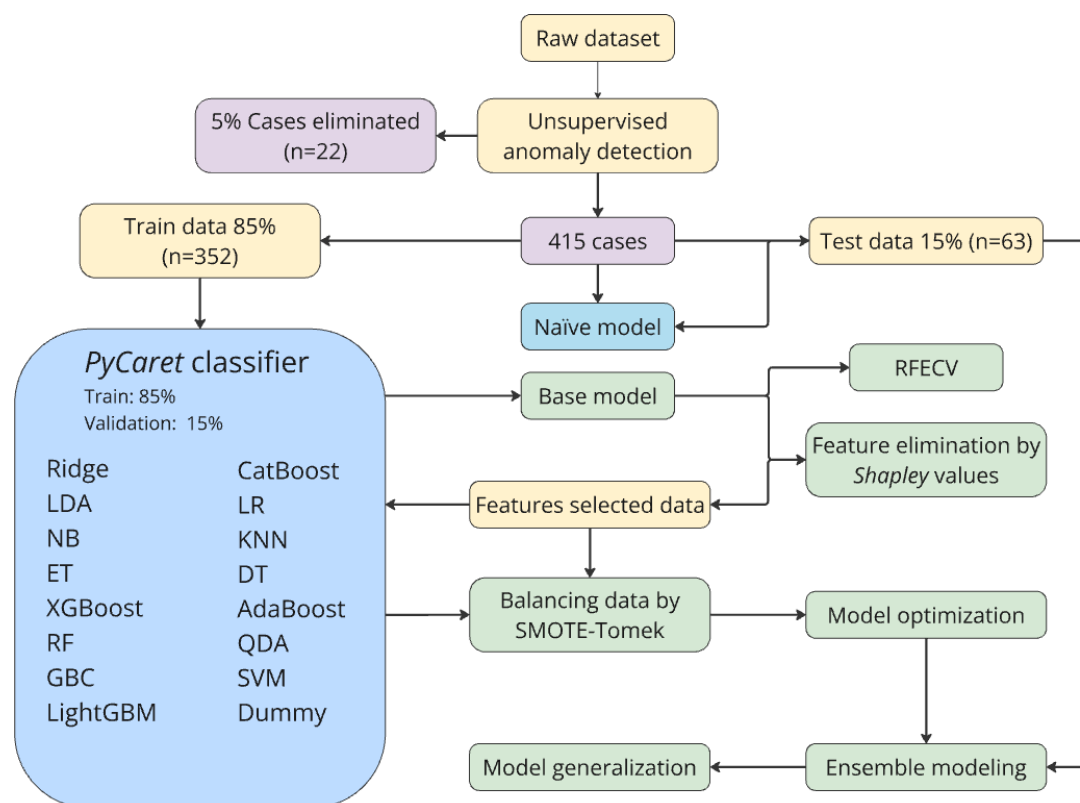 Raw dataset
5% Cases eliminated
(n=22)
Unsupervised
anomaly detection
Train data 85%
(n=352)
415 cases
Test data 15% (n=63)
Naïve model
PyCaret classifier
Train: 85%
Validation:  15%
Ridge
LDA
NB
ET
XGBoost
RF
GBC
LightGBM
CatBoost
LR
KNN
DT
AdaBoost
QDA
SVM
Dummy
Base model
RFECV
Feature elimination by
Shapley values
Features selected data
Balancing data by
SMOTE-Tomek
Model optimization
Model generalization
Ensemble modeling